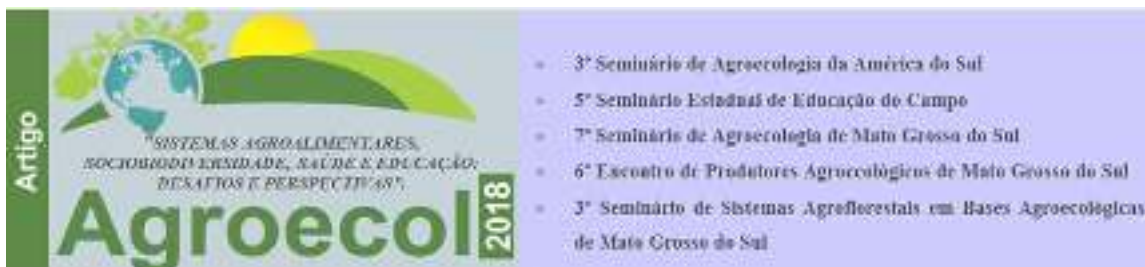 Artigo
"SISTEMAS AGROALIMENTARES,
SOCIOBIODIVERSIDADE, SAÚDE E EDUCAÇÃO:
DESAFIOS E PERSPECTIVAS".
Agroecol 2018
3º Seminário de Agroecologia da América do Sul
5º Seminário Estadual de Educação do Campo
7º Seminário de Agroecologia de Mato Grosso do Sul
6º Encontro de Produtores Agroecológicos de Mato Grosso do Sul
3º Seminário de Sistemas Agroflorestais em Bases Agroecológicas
de Mato Grosso do Sul